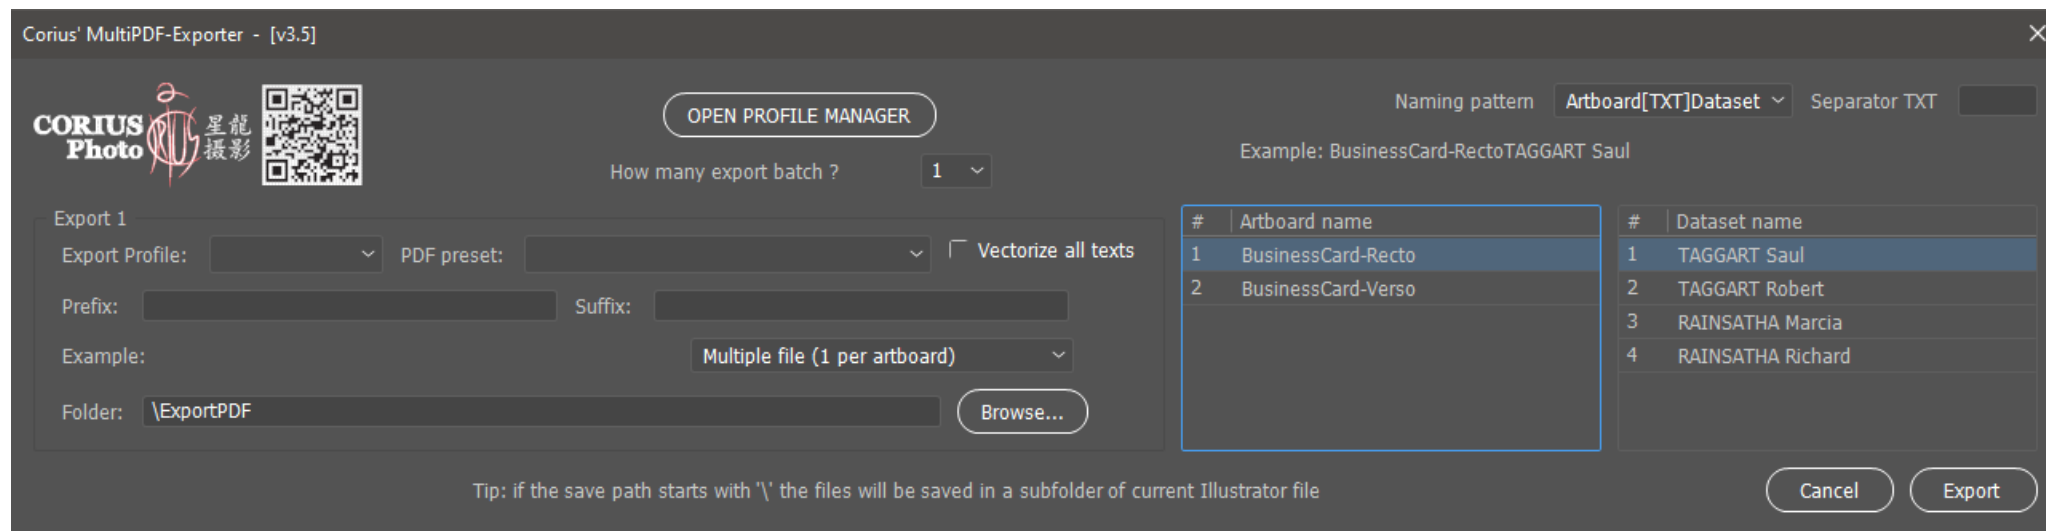 Corius' MultiPDF-Exporter - [v3.5]
CORIUS
Photo
星龍
摄影
OPEN PROFILE MANAGER
How many export batch ? 1
Naming pattern Artboard[TXT]Dataset Separator TXT
Example: BusinessCard-RectoTAGGART Saul
Export 1
Export Profile: PDF preset: Vectorize all texts
Prefix: Suffix:
Example: Multiple file (1 per artboard)
Folder: \ExportPDF Browse...
# Artboard name
1 BusinessCard-Recto
2 BusinessCard-Verso
# Dataset name
1 TAGGART Saul
2 TAGGART Robert
3 RAINSATHA Marcia
4 RAINSATHA Richard
Tip: if the save path starts with '\' the files will be saved in a subfolder of current Illustrator file
Cancel Export